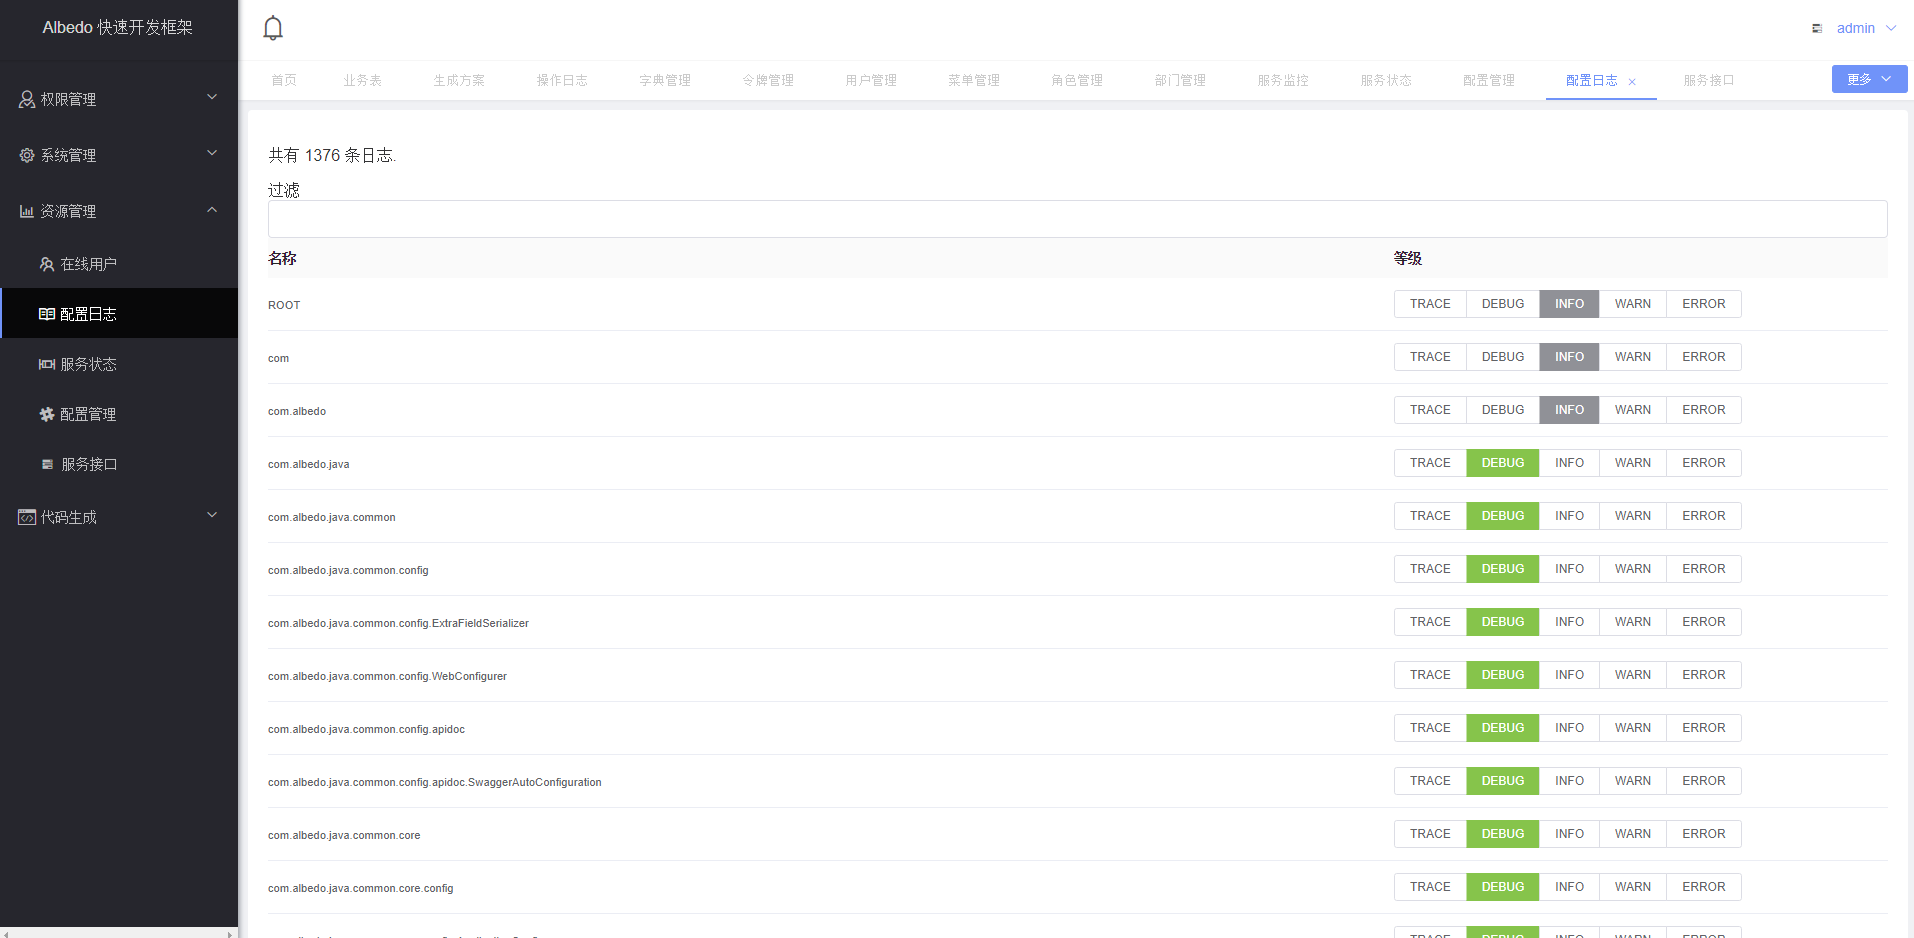 Albedo 快速开发框架
admin
首页 业务表 生成方案 操作日志 字典管理 令牌管理 用户管理 菜单管理 角色管理 部门管理 服务监控 服务状态 配置管理 配置日志 服务接口 更多
权限管理
系统管理
资源管理
在线用户
配置日志
服务状态
配置管理
服务接口
代码生成
共有 1376 条日志.
过滤
名称 等级
ROOT TRACE DEBUG INFO WARN ERROR
com TRACE DEBUG INFO WARN ERROR
com.albedo TRACE DEBUG INFO WARN ERROR
com.albedo.java TRACE DEBUG INFO WARN ERROR
com.albedo.java.common TRACE DEBUG INFO WARN ERROR
com.albedo.java.common.config TRACE DEBUG INFO WARN ERROR
com.albedo.java.common.config.ExtraFieldSerializer TRACE DEBUG INFO WARN ERROR
com.albedo.java.common.config.WebConfigurer TRACE DEBUG INFO WARN ERROR
com.albedo.java.common.config.apidoc TRACE DEBUG INFO WARN ERROR
com.albedo.java.common.config.apidoc.SwaggerAutoConfiguration TRACE DEBUG INFO WARN ERROR
com.albedo.java.common.core TRACE DEBUG INFO WARN ERROR
com.albedo.java.common.core.config TRACE DEBUG INFO WARN ERROR
TRACE DEBUG INFO WARN ERROR